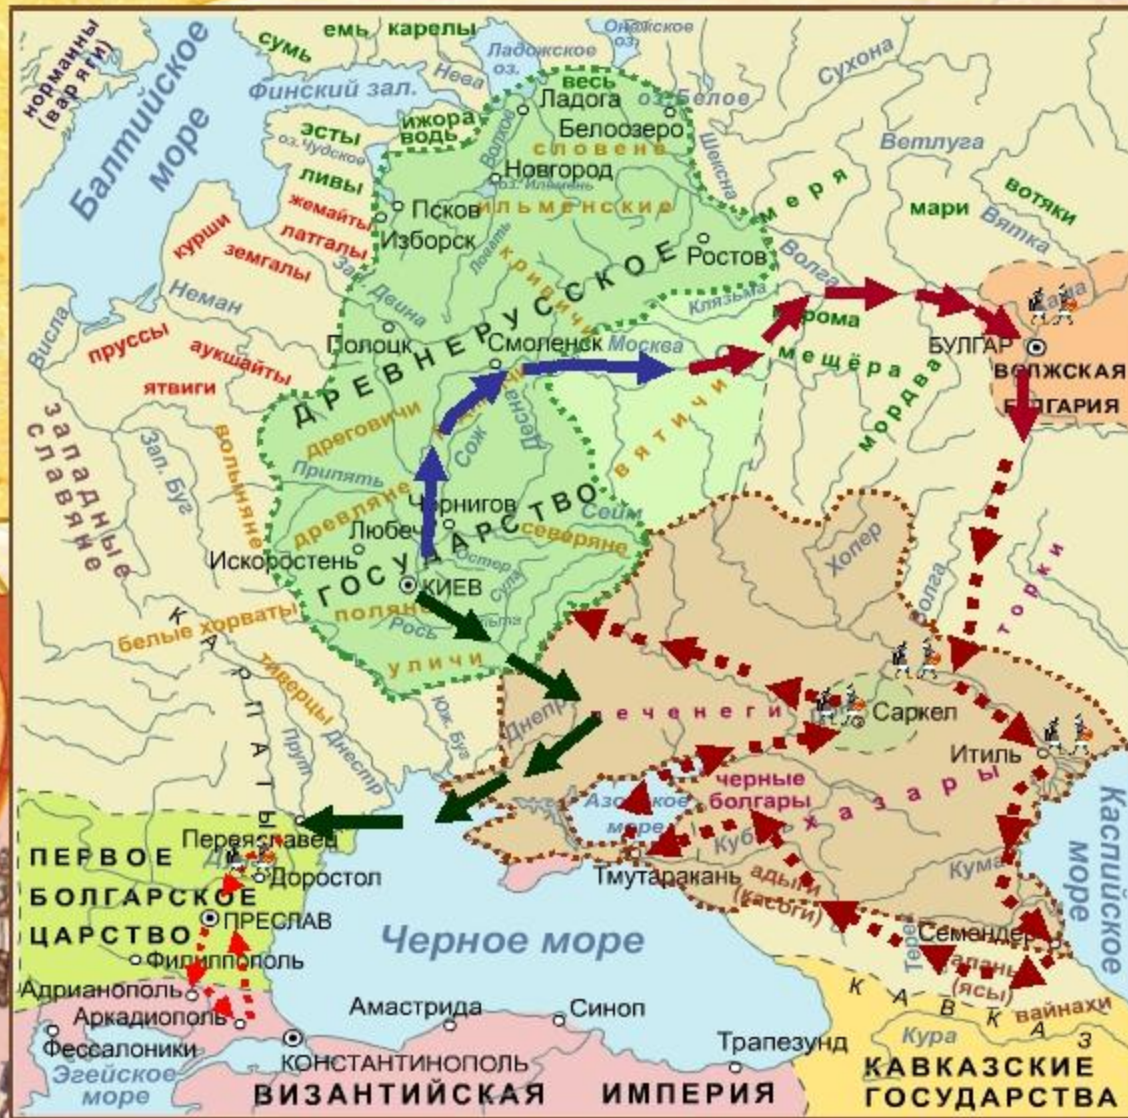 норманны
(варяги)
Балтийское
море
сумь
емь карелы
Финский зал.
Нева
Ладожское
оз.
Онежское
оз.
Сухона
весь
Ладога
оз.Белое
Белоозеро
словене
ижора
водь
Волхов
эсты
оз.Чудское
Шексна
Ветлуга
Новгород
оз. Ильмень
ливы
жемайты
латгалы
Псков
ильменские
Изборск
меря
мари
вотяки
Вятка
курши
земгалы
Ловать
кривичи
Ростов
Волга
Кама
Зап. Двина
Неман
Висла
Клязьма
мурома
пруссы
аукшайты
ятвиги
Полоцк
Смоленск
Москва
мещёра
мордва
БУЛГАР
ВОЛЖСКАЯ
БУЛГАРИЯ
ДРЕВНЕРУССКОЕ
ГОСУДАРСТВО
западные
славяне
Зап. Буг
волыняне
дреговичи
Сож
Десна
вятичи
Припять
древляне
Чернигов
Любеч
Сейм
северяне
Искоростень
Остер
Сула
КИЕВ
поляне
Рось
уличи
белые хорваты
тиверцы
КАРПАТЫ
Прут
Днестр
Юж. Буг
Днепр
Хопер
Волга
торки
печенеги
Саркел
Итиль
черные
болгары
хазары
Азовское
море
Кубань
Кума
Тмутаракань
адыги
(касоги)
Семендер
Терек
аланы
(ясы)
вайнахи
КАВКАЗ
Кура
Каспийское
море
Переяславец
ПЕРВОЕ
БОЛГАРСКОЕ
ЦАРСТВО
Доростол
ПРЕСЛАВ
Филиппополь
Адрианополь
Аркадиополь
Черное море
Фессалоники
Эгейское
море
КОНСТАНТИНОПОЛЬ
Амастрида
Синоп
Трапезунд
ВИЗАНТИЙСКАЯ ИМПЕРИЯ
КАВКАЗСКИЕ
ГОСУДАРСТВА